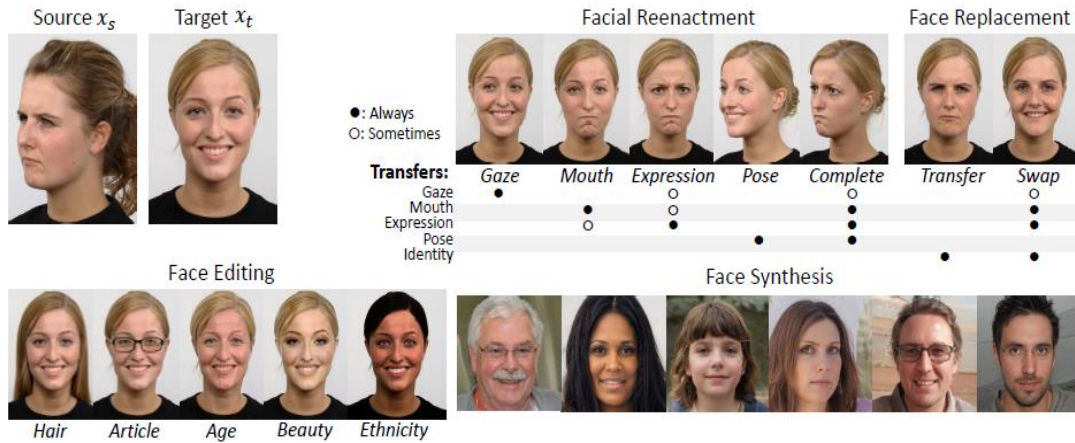 Source xₛ
Target xₜ
●: Always
○: Sometimes
Facial Reenactment
Face Replacement
Transfers: Gaze Mouth Expression Pose Complete Transfer Swap
Gaze ● ○ ○ ○
Mouth ● ○ ● ●
Expression ○ ● ● ●
Pose ● ●
Identity ● ●
Face Editing
Hair Article Age Beauty Ethnicity
Face Synthesis